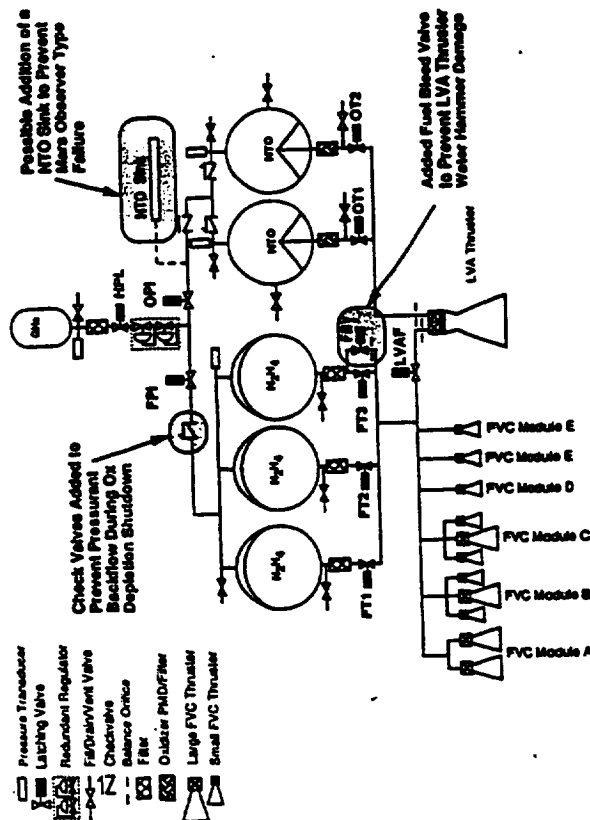 Possible Addition of a
NTO Sink to Prevent
Mars Observer Type
Failure
NTO Sink
GHe
HPL
OPI
FPI
Check Valves Added to
Prevent Pressurant
Backflow During Ox
Depletion Shutdown
Pressure Transducer
Latching Valve
Redundant Regulator
Fill/Drain/Vent Valve
Checkvalve
Balance Orifice
Filter
Oxidizer PMD/Filter
Large FVC Thruster
Small FVC Thruster
N₂H₄
N₂H₄
N₂H₄
NTO
NTO
FT1
FT2
FT3
OT1
OT2
Added Fuel Bleed Valve
to Prevent LVA Thruster
Water Hammer Damage
LVAF
LVA Thruster
FVC Module A
FVC Module B
FVC Module C
FVC Module D
FVC Module E
FVC Module E